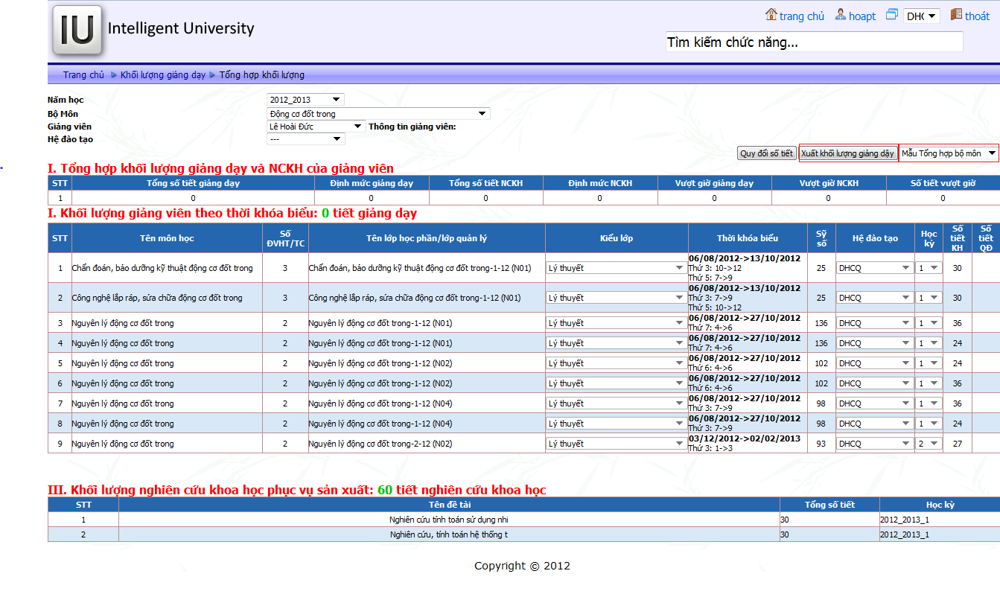 IU Intelligent University
trang chủ hoapt DHC thoát
Tìm kiếm chức năng...
Trang chủ Khối lượng giảng dạy Tổng hợp khối lượng
Năm học 2012_2013
Bộ Môn Động cơ đốt trong
Giảng viên Lê Hoài Đức Thông tin giảng viên:
Hệ đào tạo ---
Quy đổi số tiết Xuất khối lượng giảng dậy Mẫu Tổng hợp bộ môn
I. Tổng hợp khối lượng giảng dạy và NCKH của giảng viên
STT Tổng số tiết giảng dạy Định mức giảng dạy Tổng số tiết NCKH Định mức NCKH Vượt giờ giảng dạy Vượt giờ NCKH Số tiết vượt giờ
1 0 0 0 0 0 0 0
I. Khối lượng giảng viên theo thời khóa biểu: 0 tiết giảng dạy
STT Tên môn học Số ĐVHT/TC Tên lớp học phần/lớp quản lý Kiểu lớp Thời khóa biểu Sỹ số Hệ đào tạo Học kỳ Số tiết KH Số tiết QĐ
1 Chẩn đoán, bảo dưỡng kỹ thuật động cơ đốt trong 3 Chẩn đoán, bảo dưỡng kỹ thuật động cơ đốt trong-1-12 (N01) Lý thuyết 06/08/2012->13/10/2012 25 DHCQ 1 30
Thứ 3: 10->12
Thứ 5: 7->9
2 Công nghệ lắp ráp, sửa chữa động cơ đốt trong 3 Công nghệ lắp ráp, sửa chữa động cơ đốt trong-1-12 (N01) Lý thuyết 06/08/2012->13/10/2012 25 DHCQ 1 30
Thứ 3: 7->9
Thứ 5: 10->12
3 Nguyên lý động cơ đốt trong 2 Nguyên lý động cơ đốt trong-1-12 (N01) Lý thuyết 06/08/2012->27/10/2012 136 DHCQ 1 36
Thứ 7: 4->6
4 Nguyên lý động cơ đốt trong 2 Nguyên lý động cơ đốt trong-1-12 (N01) Lý thuyết 06/08/2012->27/10/2012 136 DHCQ 1 24
Thứ 7: 4->6
5 Nguyên lý động cơ đốt trong 2 Nguyên lý động cơ đốt trong-1-12 (N02) Lý thuyết 06/08/2012->27/10/2012 102 DHCQ 1 24
Thứ 6: 4->6
6 Nguyên lý động cơ đốt trong 2 Nguyên lý động cơ đốt trong-1-12 (N02) Lý thuyết 06/08/2012->27/10/2012 102 DHCQ 1 36
Thứ 6: 4->6
7 Nguyên lý động cơ đốt trong 2 Nguyên lý động cơ đốt trong-1-12 (N04) Lý thuyết 06/08/2012->27/10/2012 98 DHCQ 1 36
Thứ 3: 7->9
8 Nguyên lý động cơ đốt trong 2 Nguyên lý động cơ đốt trong-1-12 (N04) Lý thuyết 06/08/2012->27/10/2012 98 DHCQ 1 24
Thứ 3: 7->9
9 Nguyên lý động cơ đốt trong 2 Nguyên lý động cơ đốt trong-2-12 (N02) Lý thuyết 03/12/2012->02/02/2013 93 DHCQ 2 27
Thứ 3: 1->3
III. Khối lượng nghiên cứu khoa học phục vụ sản xuất: 60 tiết nghiên cứu khoa học
STT Tên đề tài Tổng số tiết Học kỳ
1 Nghiên cứu tính toán sử dụng nhi 30 2012_2013_1
2 Nghiên cứu, tính toán hệ thống t 30 2012_2013_1
Copyright © 2012